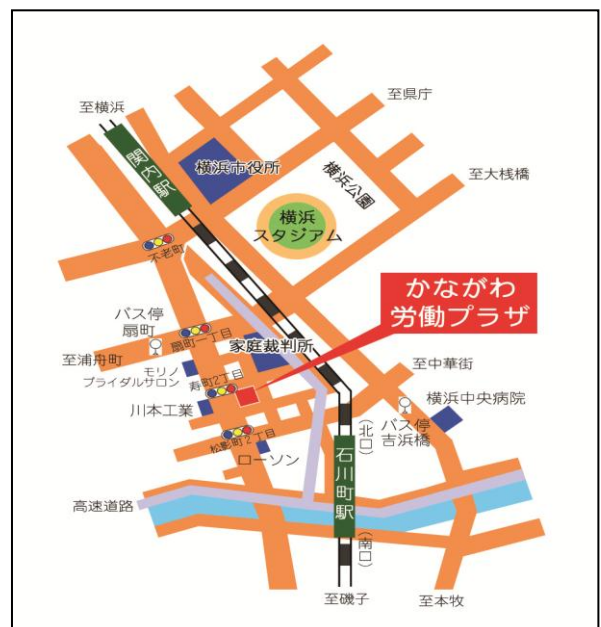 至横浜
関内駅
横浜市役所
至県庁
横浜公園
至大桟橋
横浜
スタジアム
不老町
かながわ
労働プラザ
バス停
扇町
扇町一丁目
家庭裁判所
至浦舟町
モリノ
ブライダルサロン
寿町2丁目
至中華街
横浜中央病院
川本工業
バス停
吉浜橋
松影町2丁目
ローソン
(北口)
石川町駅
(南口)
高速道路
至磯子
至本牧